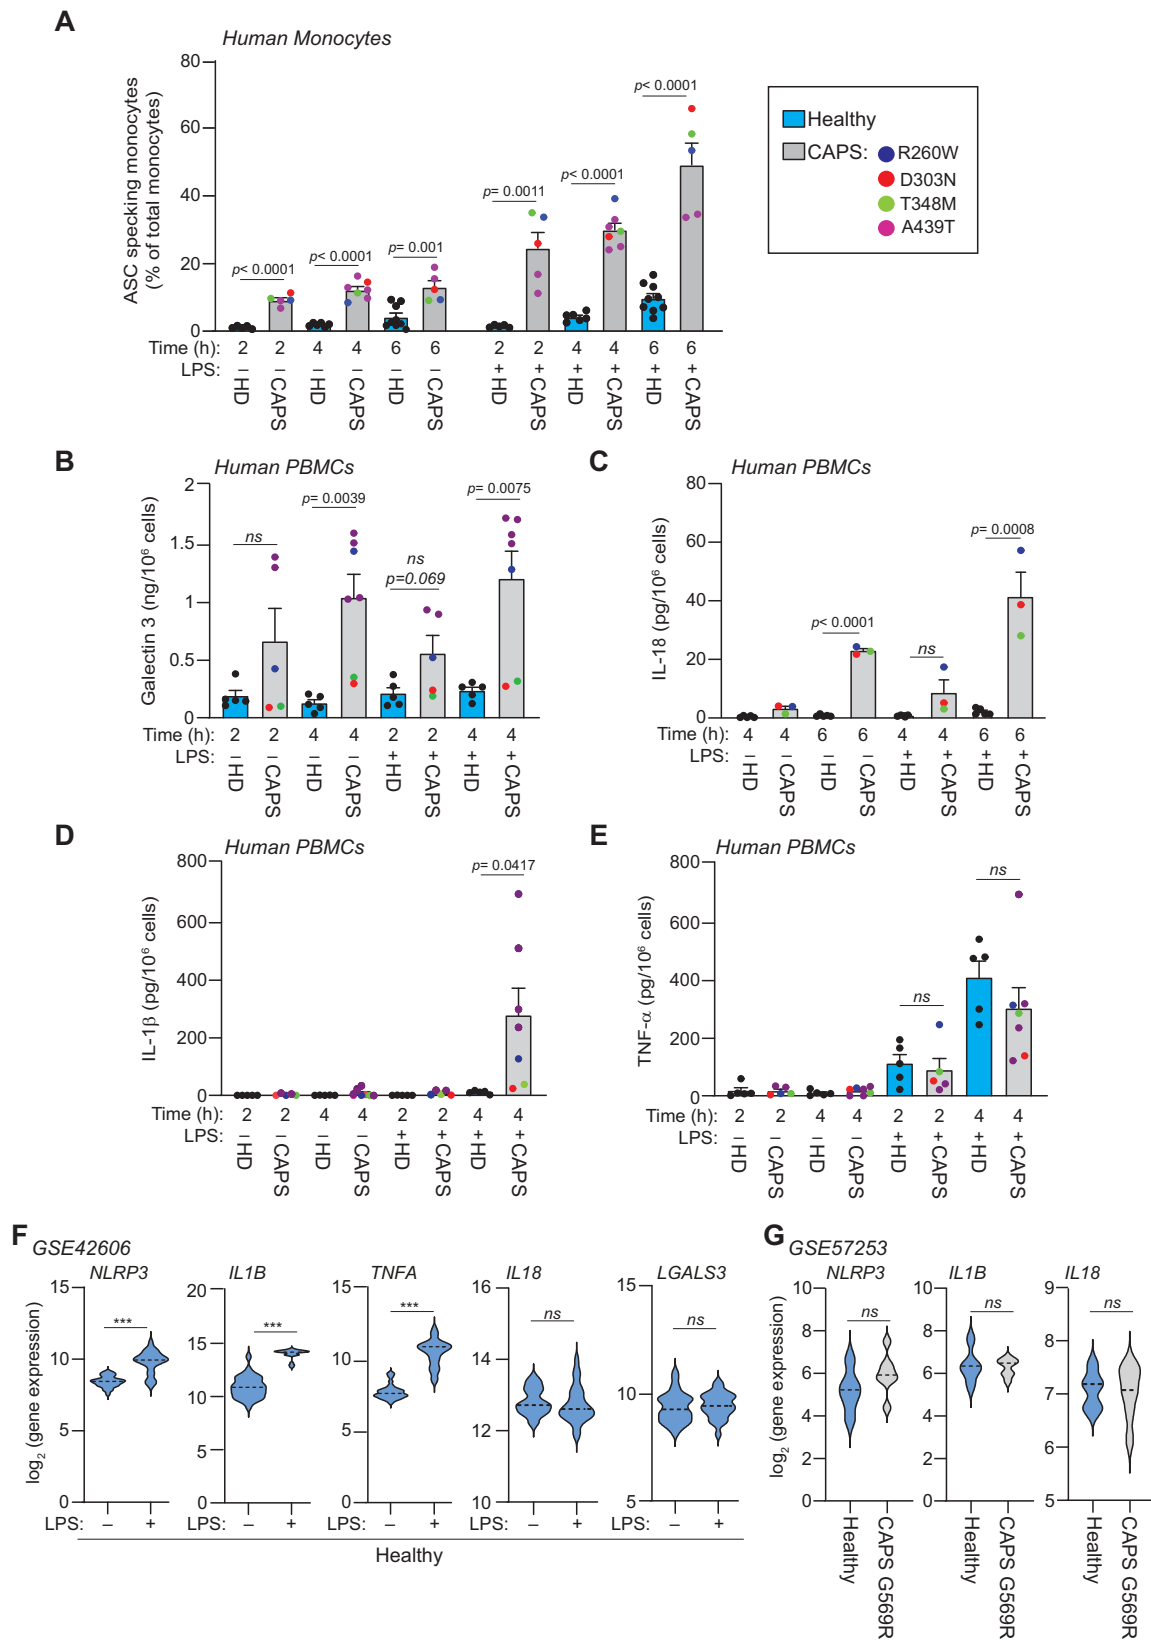 A
Human Monocytes
ASC specking monocytes
(% of total monocytes)
80
60
40
20
0
p< 0.0001
p< 0.0001
p= 0.001
p= 0.0011
p< 0.0001
p< 0.0001
Time (h): 2 2 4 4 6 6 2 2 4 4 6 6
LPS: – – – – – – + + + + + +
HD CAPS HD CAPS HD CAPS HD CAPS HD CAPS HD CAPS
Healthy
CAPS:
R260W
D303N
T348M
A439T
B
Human PBMCs
Galectin 3 (ng/10⁶ cells)
2
1.5
1
0.5
0
ns
p= 0.0039
ns
p=0.069
p= 0.0075
Time (h): 2 2 4 4 2 2 4 4
LPS: – – – – + + + +
HD CAPS HD CAPS HD CAPS HD CAPS
C
Human PBMCs
IL-18 (pg/10⁶ cells)
80
60
40
20
0
p< 0.0001
ns
p= 0.0008
Time (h): 4 4 6 6 4 4 6 6
LPS: – – – – + + + +
HD CAPS HD CAPS HD CAPS HD CAPS
D
Human PBMCs
IL-1β (pg/10⁶ cells)
800
600
400
200
0
p= 0.0417
Time (h): 2 2 4 4 2 2 4 4
LPS: – – – – + + + +
HD CAPS HD CAPS HD CAPS HD CAPS
E
Human PBMCs
TNF-α (pg/10⁶ cells)
800
600
400
200
0
ns
ns
Time (h): 2 2 4 4 2 2 4 4
LPS: – – – – + + + +
HD CAPS HD CAPS HD CAPS HD CAPS
F
GSE42606
log₂ (gene expression)
NLRP3
15
10
5
0
***
LPS: – +
IL1B
20
15
10
5
0
***
LPS: – +
TNFA
15
10
5
0
***
LPS: – +
IL18
16
14
12
10
ns
LPS: – +
LGALS3
15
10
5
ns
LPS: – +
Healthy
G
GSE57253
log₂ (gene expression)
NLRP3
10
8
6
4
2
0
ns
Healthy
CAPS G569R
IL1B
10
8
6
4
2
0
ns
Healthy
CAPS G569R
IL18
9
8
7
6
5
ns
Healthy
CAPS G569R